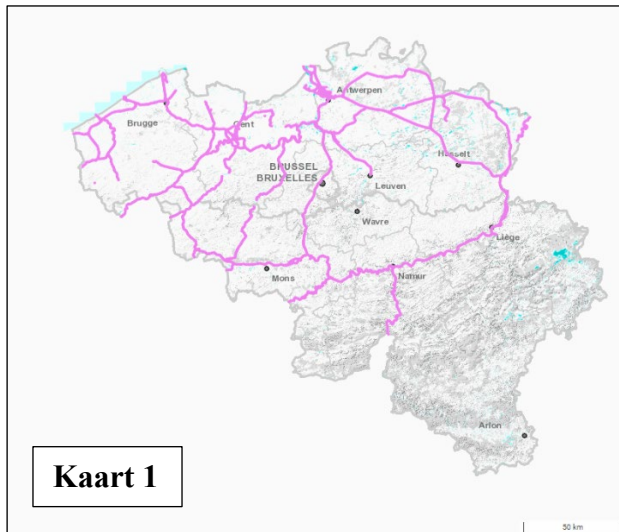 Antwerpen
Brugge
Gent
BRUSSEL
BRUXELLES
Hasselt
Leuven
Wavre
Liège
Mons
Namur
Arlon
Kaart 1
50 km